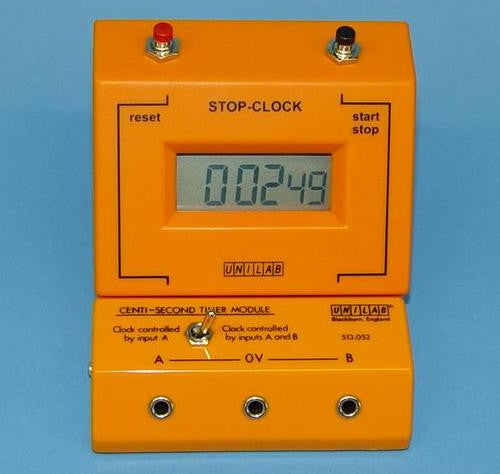 STOP-CLOCK
reset
start
stop
00249
UNILAB
CENTI-SECOND TIMER MODULE
UNILAB
Blackburn, England
Clock controlled
by input A
Clock controlled
by inputs A and B
513.052
A
0V
B